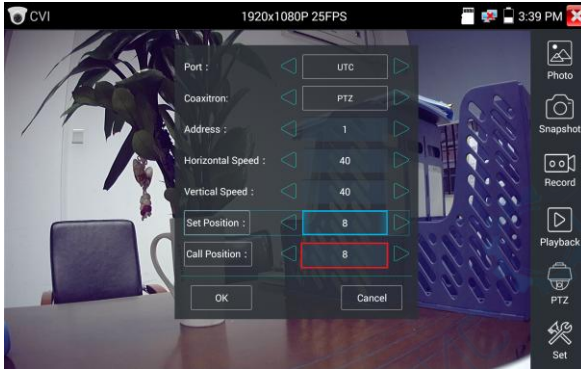 CVI 1920x1080P 25FPS 3:39 PM
Port : UTC
Coaxitron: PTZ
Address : 1
Horizontal Speed : 40
Vertical Speed : 40
Set Position : 8
Call Position : 8
OK Cancel
Photo
Snapshot
Record
Playback
PTZ
Set